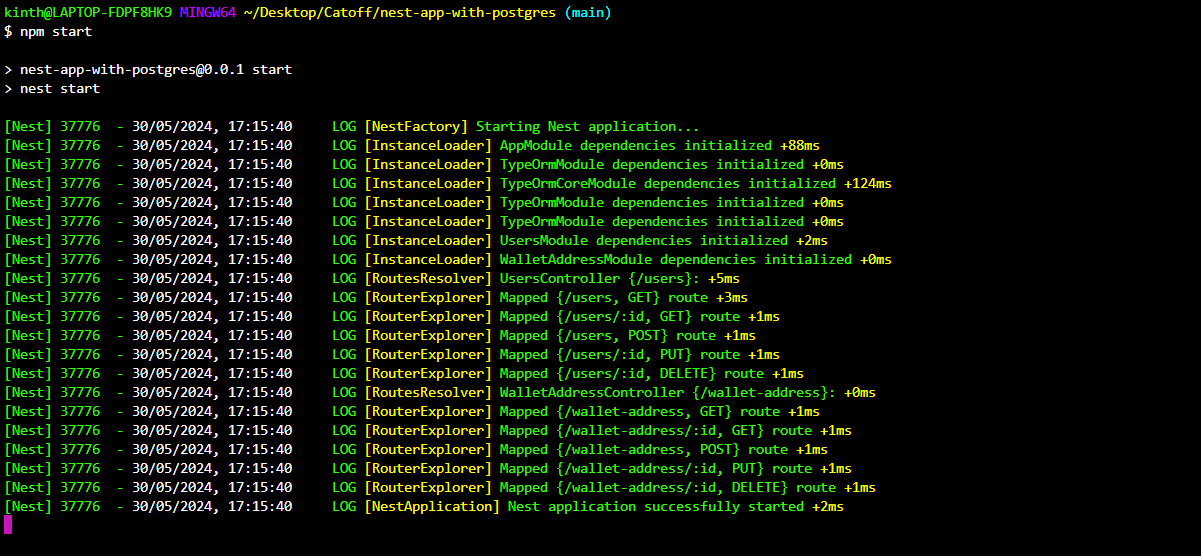 kinth@LAPTOP-FDPF8HK9 MINGW64 ~/Desktop/Catoff/nest-app-with-postgres (main)
$ npm start
> nest-app-with-postgres@0.0.1 start
> nest start
[Nest] 37776  - 30/05/2024, 17:15:40     LOG [NestFactory] Starting Nest application...
[Nest] 37776  - 30/05/2024, 17:15:40     LOG [InstanceLoader] AppModule dependencies initialized +88ms
[Nest] 37776  - 30/05/2024, 17:15:40     LOG [InstanceLoader] TypeOrmModule dependencies initialized +0ms
[Nest] 37776  - 30/05/2024, 17:15:40     LOG [InstanceLoader] TypeOrmCoreModule dependencies initialized +124ms
[Nest] 37776  - 30/05/2024, 17:15:40     LOG [InstanceLoader] TypeOrmModule dependencies initialized +0ms
[Nest] 37776  - 30/05/2024, 17:15:40     LOG [InstanceLoader] TypeOrmModule dependencies initialized +0ms
[Nest] 37776  - 30/05/2024, 17:15:40     LOG [InstanceLoader] UsersModule dependencies initialized +2ms
[Nest] 37776  - 30/05/2024, 17:15:40     LOG [InstanceLoader] WalletAddressModule dependencies initialized +0ms
[Nest] 37776  - 30/05/2024, 17:15:40     LOG [RoutesResolver] UsersController {/users}: +5ms
[Nest] 37776  - 30/05/2024, 17:15:40     LOG [RouterExplorer] Mapped {/users, GET} route +3ms
[Nest] 37776  - 30/05/2024, 17:15:40     LOG [RouterExplorer] Mapped {/users/:id, GET} route +1ms
[Nest] 37776  - 30/05/2024, 17:15:40     LOG [RouterExplorer] Mapped {/users, POST} route +1ms
[Nest] 37776  - 30/05/2024, 17:15:40     LOG [RouterExplorer] Mapped {/users/:id, PUT} route +1ms
[Nest] 37776  - 30/05/2024, 17:15:40     LOG [RouterExplorer] Mapped {/users/:id, DELETE} route +1ms
[Nest] 37776  - 30/05/2024, 17:15:40     LOG [RoutesResolver] WalletAddressController {/wallet-address}: +0ms
[Nest] 37776  - 30/05/2024, 17:15:40     LOG [RouterExplorer] Mapped {/wallet-address, GET} route +1ms
[Nest] 37776  - 30/05/2024, 17:15:40     LOG [RouterExplorer] Mapped {/wallet-address/:id, GET} route +1ms
[Nest] 37776  - 30/05/2024, 17:15:40     LOG [RouterExplorer] Mapped {/wallet-address, POST} route +1ms
[Nest] 37776  - 30/05/2024, 17:15:40     LOG [RouterExplorer] Mapped {/wallet-address/:id, PUT} route +1ms
[Nest] 37776  - 30/05/2024, 17:15:40     LOG [RouterExplorer] Mapped {/wallet-address/:id, DELETE} route +1ms
[Nest] 37776  - 30/05/2024, 17:15:40     LOG [NestApplication] Nest application successfully started +2ms